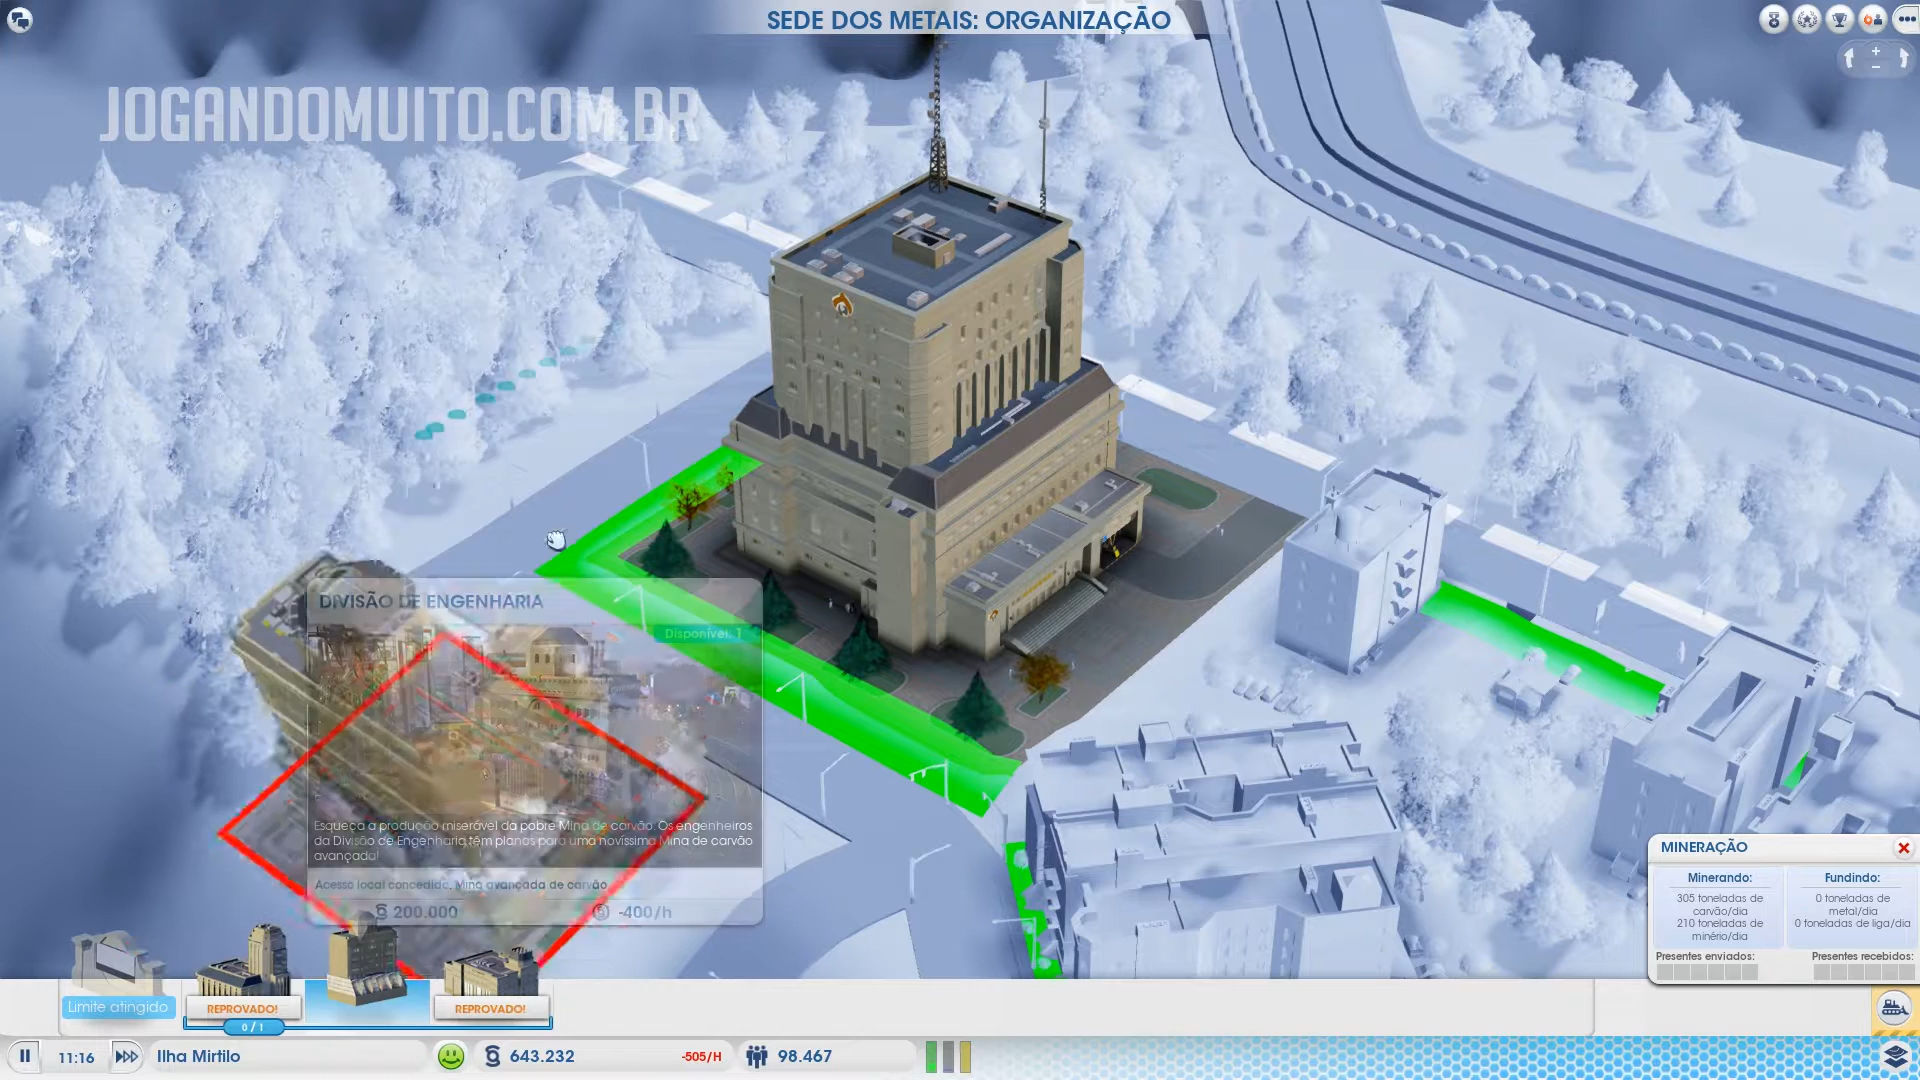 SEDE DOS METAIS: ORGANIZAÇÃO
JOGANDOMUITO.COM.BR
DIVISÃO DE ENGENHARIA
Disponível: 1
Esqueça a produção miserável da pobre Mina de carvão. Os engenheiros
da Divisão de Engenharia têm planos para uma novíssima Mina de carvão
avançada!
Acesso local concedido. Mina avançada de carvão
200.000
-400/h
Limite atingido
REPROVADO!
0 / 1
REPROVADO!
MINERAÇÃO
Minerando:
305 toneladas de
carvão/dia
210 toneladas de
minério/dia
Fundindo:
0 toneladas de
metal/dia
0 toneladas de liga/dia
Presentes enviados:
Presentes recebidos:
11:16
Ilha Mirtilo
643.232
-505/H
98.467